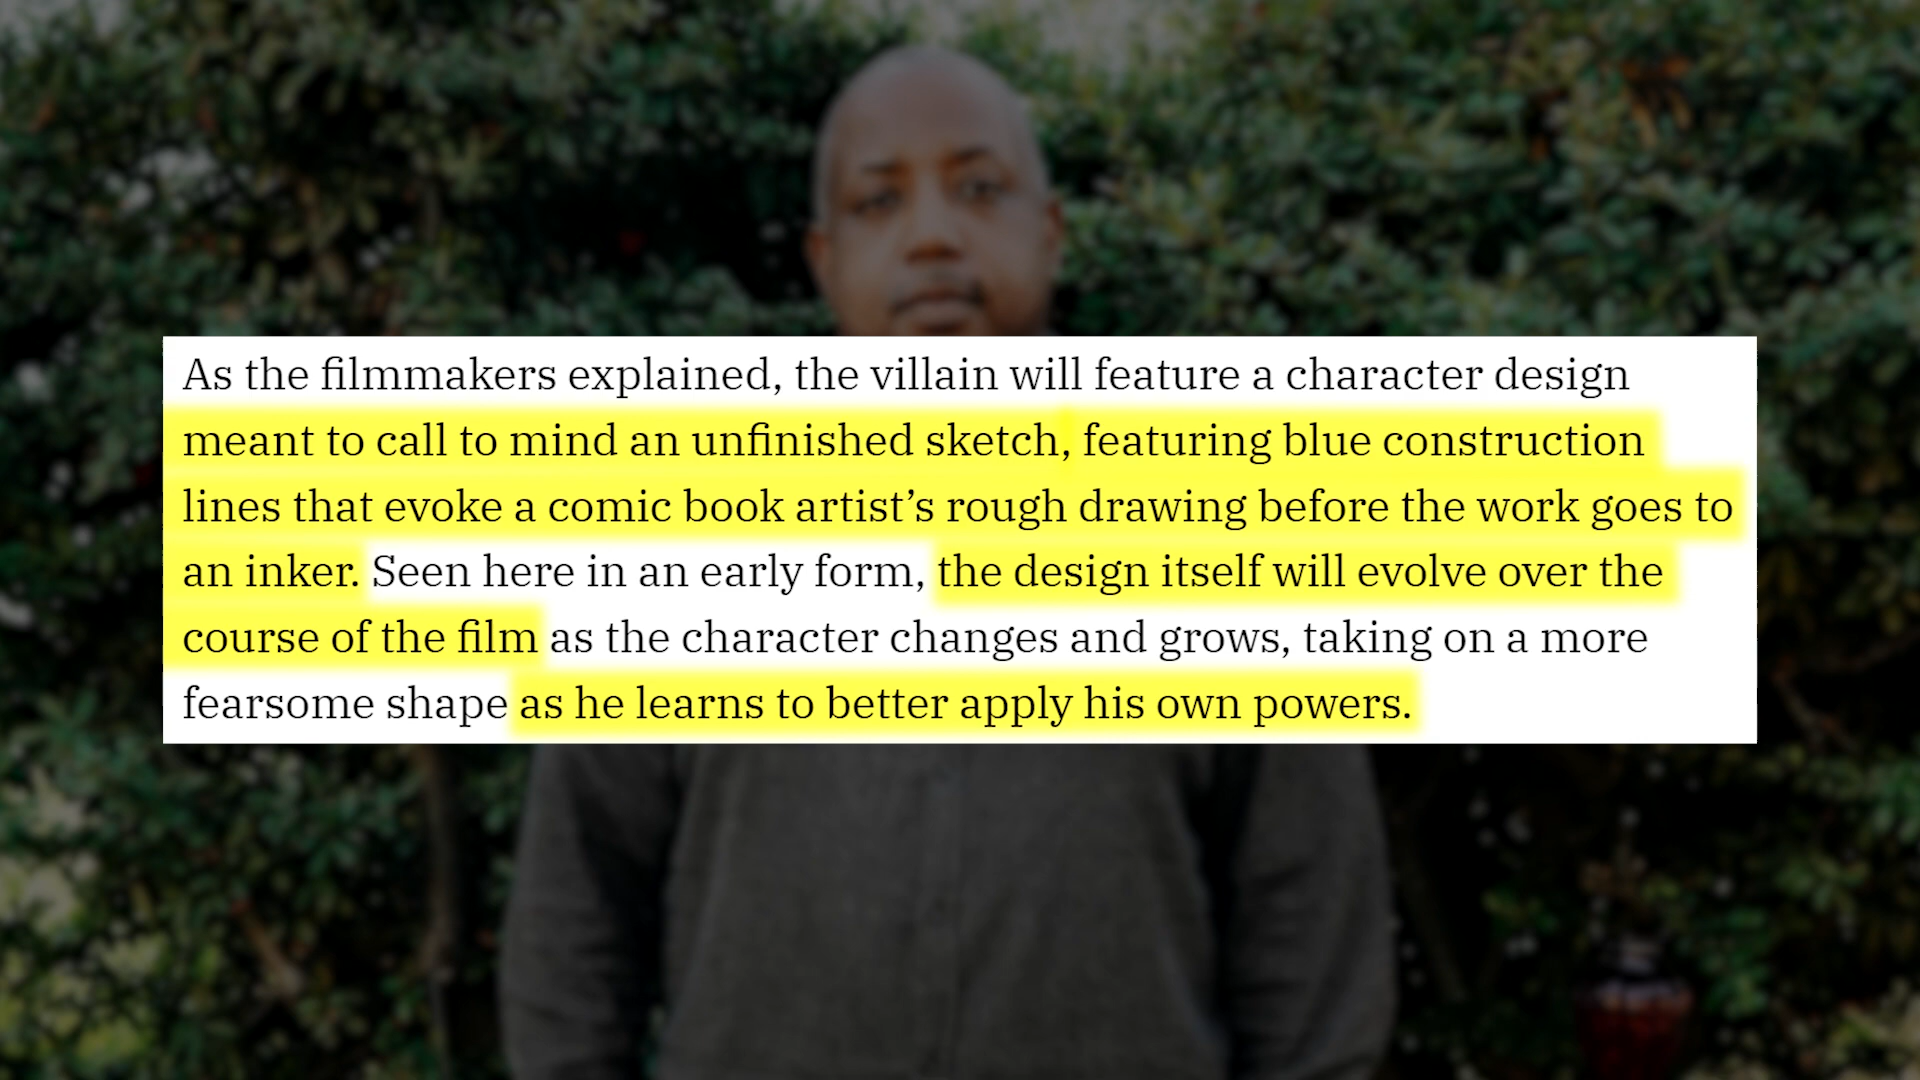 As the filmmakers explained, the villain will feature a character design
meant to call to mind an unfinished sketch, featuring blue construction
lines that evoke a comic book artist’s rough drawing before the work goes to
an inker. Seen here in an early form, the design itself will evolve over the
course of the film as the character changes and grows, taking on a more
fearsome shape as he learns to better apply his own powers.